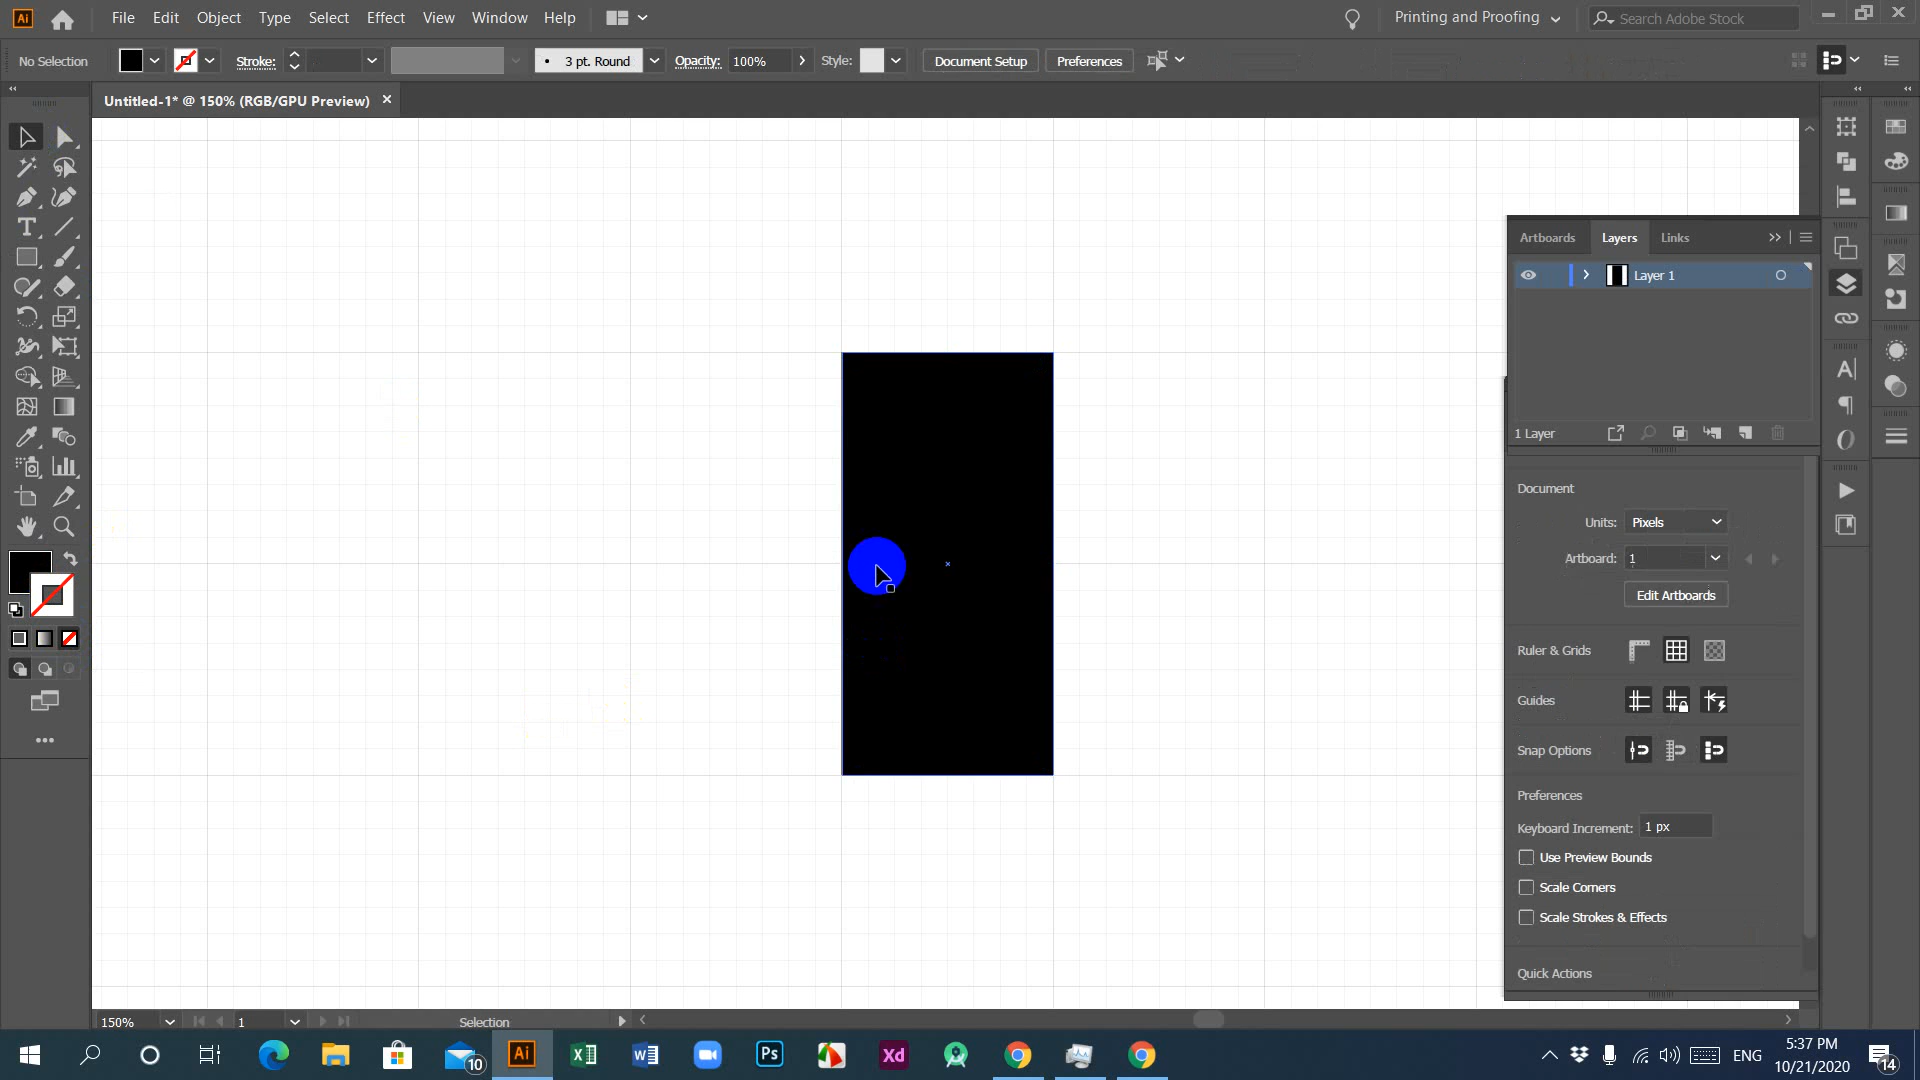 Ai File Edit Object Type Select Effect View Window Help Printing and Proofing Search Adobe Stock
No Selection Stroke: 3 pt. Round Opacity: 100% Style: Document Setup Preferences
Untitled-1* @ 150% (RGB/GPU Preview) ×
Artboards Layers Links
Layer 1
1 Layer
Document
Units: Pixels
Artboard: 1
Edit Artboards
Ruler & Grids
Guides
Snap Options
Preferences
Keyboard Increment: 1 px
Use Preview Bounds
Scale Corners
Scale Strokes & Effects
Quick Actions
150% 1 Selection
10 Ai Ps Xd ENG 5:37 PM
10/21/2020 14